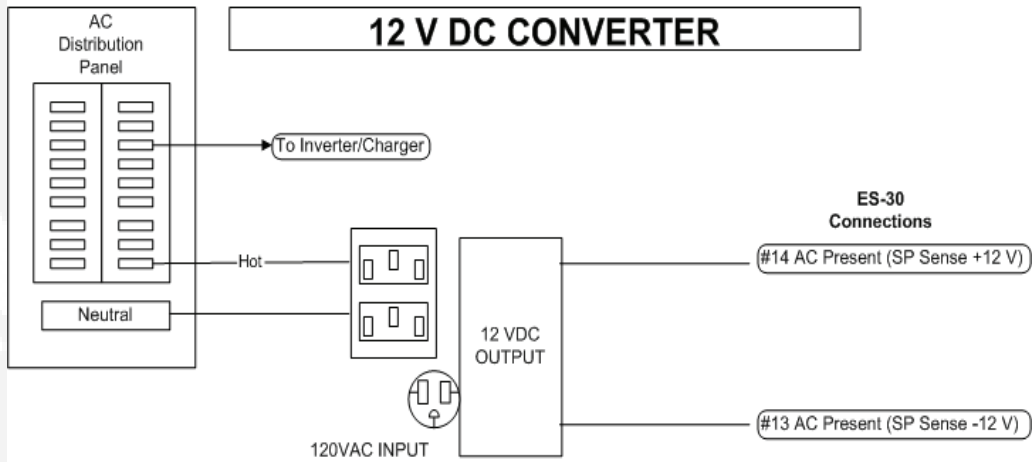 12 V DC CONVERTER
AC
Distribution
Panel
To Inverter/Charger
ES-30
Connections
Hot
#14 AC Present (SP Sense +12 V)
Neutral
12 VDC
OUTPUT
#13 AC Present (SP Sense -12 V)
120VAC INPUT